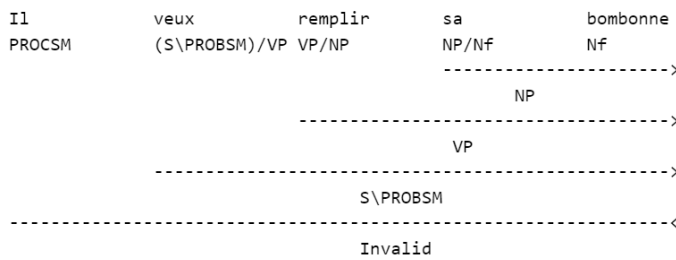 Il veux remplir sa bombonne
PROCSM (S\PROBSM)/VP VP/NP NP/Nf Nf
---------------------->
NP
------------------------------------>
VP
-------------------------------------------------->
S\PROBSM
----------------------------------------------------------------<
Invalid